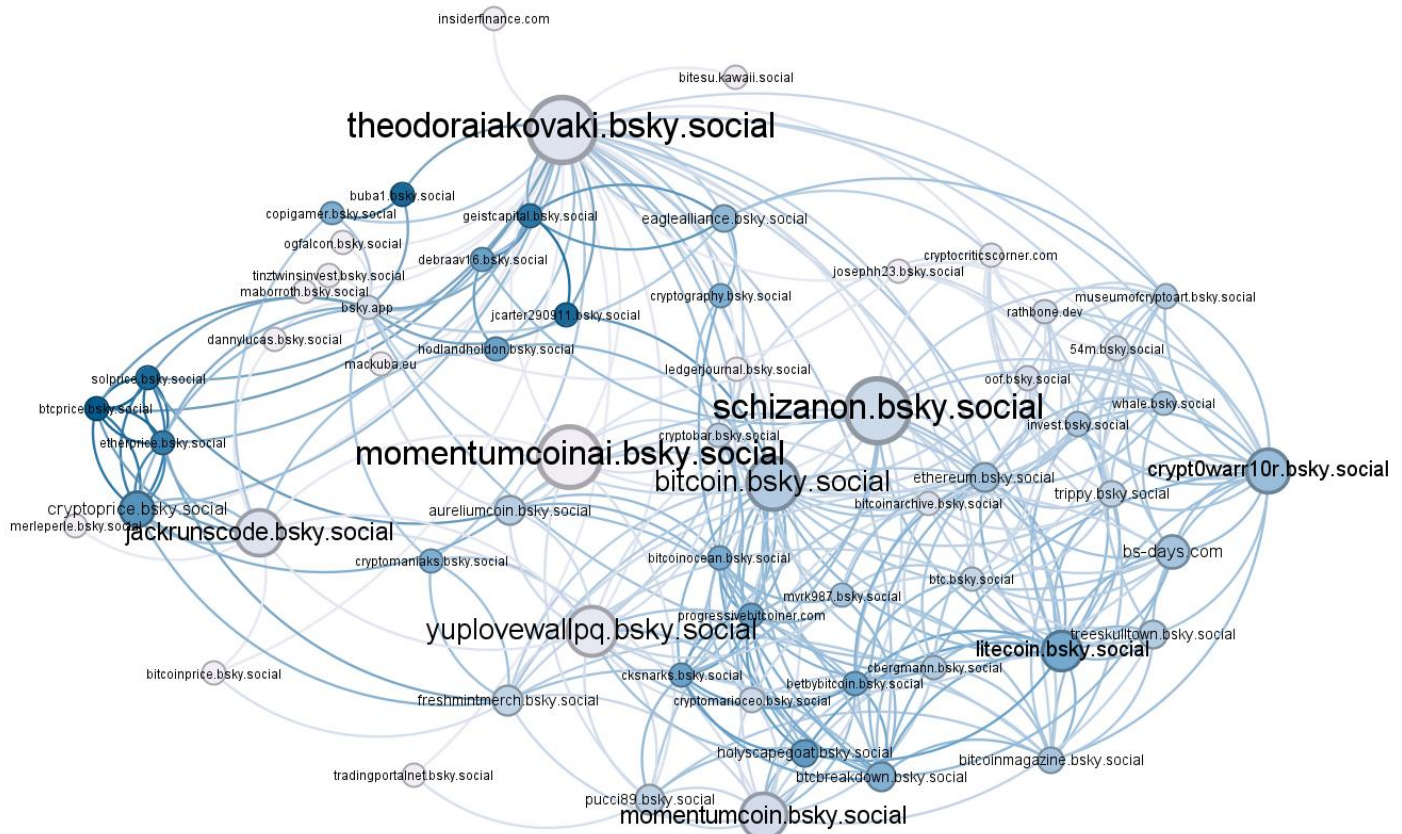 insiderfinance.com
bitesu.kawaii.social
theodoraiakovaki.bsky.social
buba1.bsky.social
copigamer.bsky.social
geistcapital.bsky.social
eaglealliance.bsky.social
ogfalcon.bsky.social
debraav16.bsky.social
cryptocriticscorner.com
josephh23.bsky.social
tinztwinsinvest.bsky.social
maborroth.bsky.social
bsky.app
cryptography.bsky.social
museumofcryptoart.bsky.social
rathbone.dev
jcarter290911.bsky.social
dannylucas.bsky.social
hodlandholdon.bsky.social
54m.bsky.social
mackuba.eu
ledgerjournal.bsky.social
solprice.bsky.social
oof.bsky.social
btcprice.bsky.social
schizanon.bsky.social
whale.bsky.social
invest.bsky.social
etherprice.bsky.social
cryptobar.bsky.social
momentumcoinai.bsky.social
crypt0warr10r.bsky.social
bitcoin.bsky.social
ethereum.bsky.social
trippy.bsky.social
bitcoinarchive.bsky.social
cryptoprice.bsky.social
aureliumcoin.bsky.social
merleperle.bsky.social
jackrunscode.bsky.social
bs-days.com
cryptomaniaks.bsky.social
bitcoinocean.bsky.social
btc.bsky.social
mvrk987.bsky.social
progressivebitcoiner.com
yuplovewallpq.bsky.social
treeskulltown.bsky.social
litecoin.bsky.social
cbergmann.bsky.social
bitcoinprice.bsky.social
cksnarks.bsky.social
betbybitcoin.bsky.social
freshmintmerch.bsky.social
cryptomarioceo.bsky.social
holyscapegoat.bsky.social
bitcoinmagazine.bsky.social
tradingportalnet.bsky.social
btcbreakdown.bsky.social
pucci89.bsky.social
momentumcoin.bsky.social